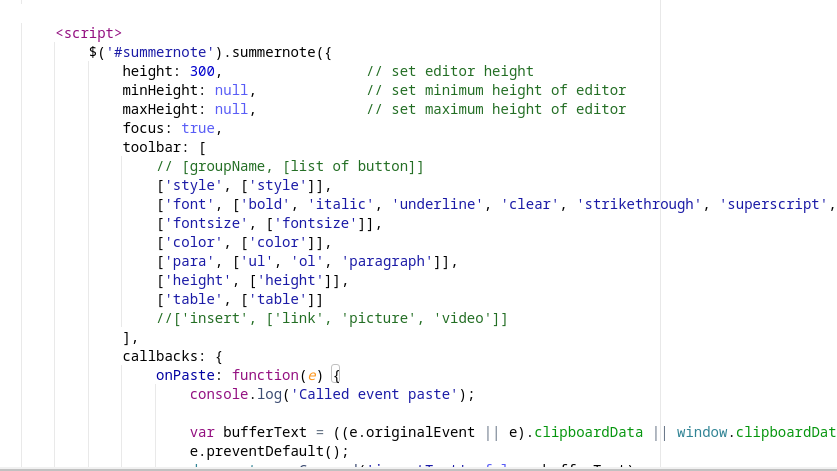 <script>
$('#summernote').summernote({
height: 300, // set editor height
minHeight: null, // set minimum height of editor
maxHeight: null, // set maximum height of editor
focus: true,
toolbar: [
// [groupName, [list of button]]
['style', ['style']],
['font', ['bold', 'italic', 'underline', 'clear', 'strikethrough', 'superscript',
['fontsize', ['fontsize']],
['color', ['color']],
['para', ['ul', 'ol', 'paragraph']],
['height', ['height']],
['table', ['table']]
//['insert', ['link', 'picture', 'video']]
],
callbacks: {
onPaste: function(e) {
console.log('Called event paste');
var bufferText = ((e.originalEvent || e).clipboardData || window.clipboardDat
e.preventDefault();